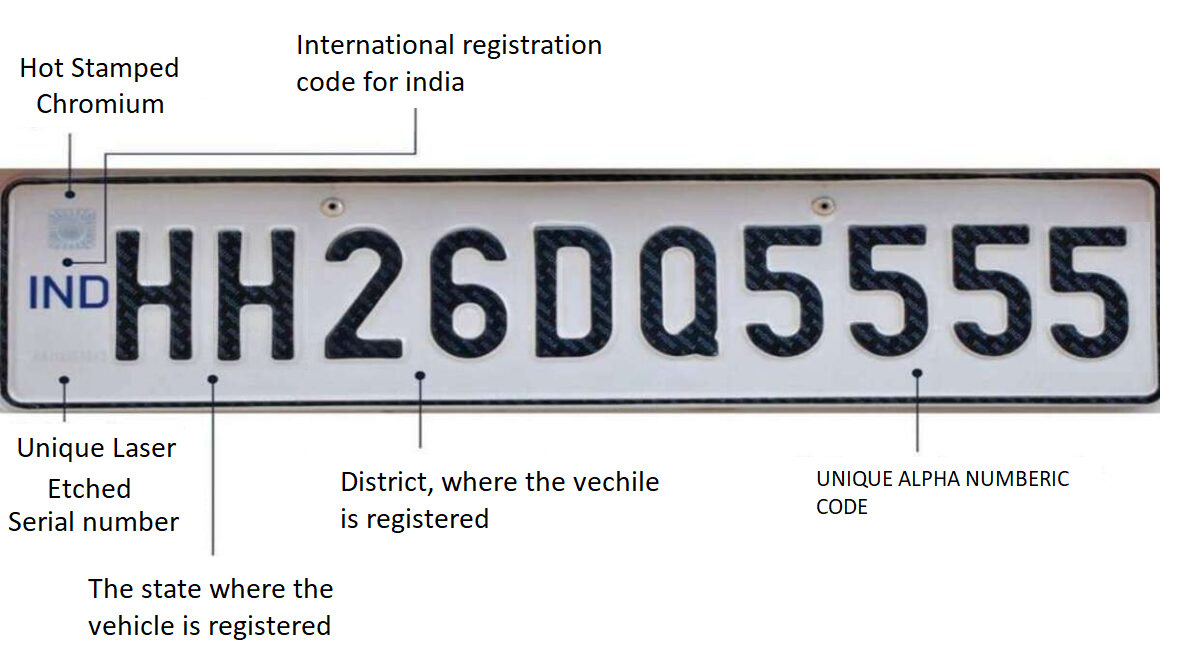 International registration
code for india
Hot Stamped
Chromium
IND
HH26DQ5555
Unique Laser
Etched
Serial number
District, where the vechile
is registered
UNIQUE ALPHA NUMBERIC
CODE
The state where the
vehicle is registered